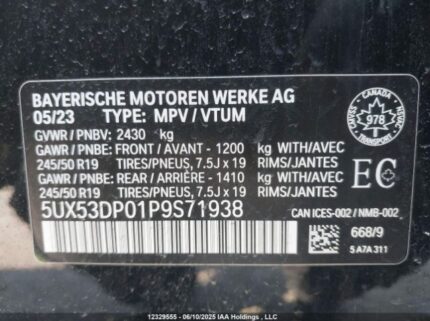 BAYERISCHE MOTOREN WERKE AG
05/23 TYPE: MPV / VTUM
GVWR / PNBV: 2430 kg
GAWR / PNBE: FRONT / AVANT - 1200 kg WITH/AVEC
245/50 R19 TIRES/PNEUS, 7.5J x 19 RIMS/JANTES
GAWR / PNBE: REAR / ARRIÈRE - 1410 kg WITH/AVEC
245/50 R19 TIRES/PNEUS, 7.5J x 19 RIMS/JANTES
5UX53DP01P9S71938
CANADA
978
TRANSPORT
EC
CAN ICES-002 / NMB-002
668/9
5 A7A 311
12329555 - 06/10/2025 IAA Holdings , LLC